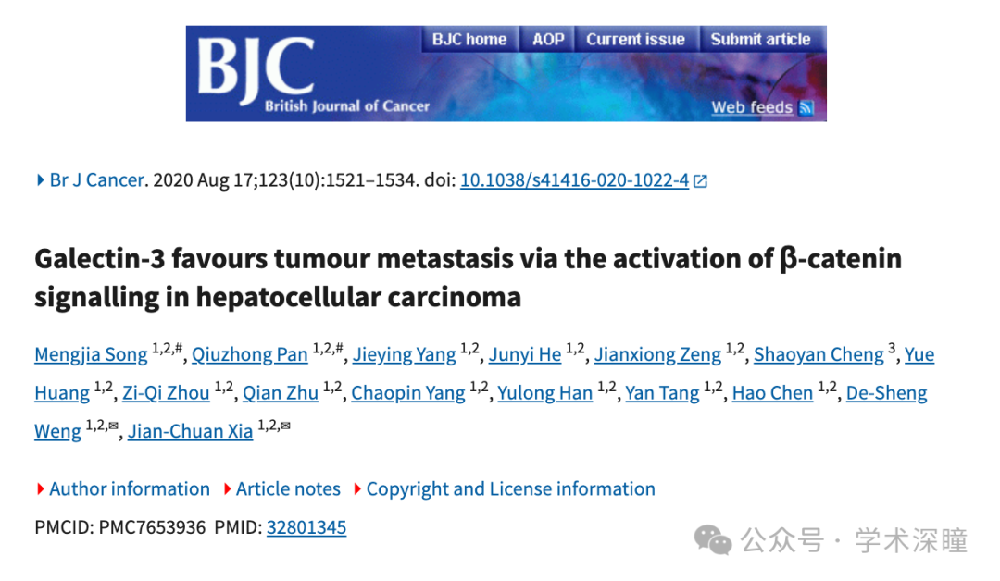 BJC home AOP Current issue Submit article
BJC
British Journal of Cancer
Web feeds
Br J Cancer. 2020 Aug 17;123(10):1521–1534. doi: 10.1038/s41416-020-1022-4
Galectin-3 favours tumour metastasis via the activation of β-catenin
signalling in hepatocellular carcinoma
Mengjia Song 1,2,#, Qiuzhong Pan 1,2,#, Jieying Yang 1,2, Junyi He 1,2, Jianxiong Zeng 1,2, Shaoyan Cheng 3, Yue
Huang 1,2, Zi-Qi Zhou 1,2, Qian Zhu 1,2, Chaopin Yang 1,2, Yulong Han 1,2, Yan Tang 1,2, Hao Chen 1,2, De-Sheng
Weng 1,2,✉, Jian-Chuan Xia 1,2,✉
Author information Article notes Copyright and License information
PMCID: PMC7653936 PMID: 32801345
公众号 · 学术深瞳